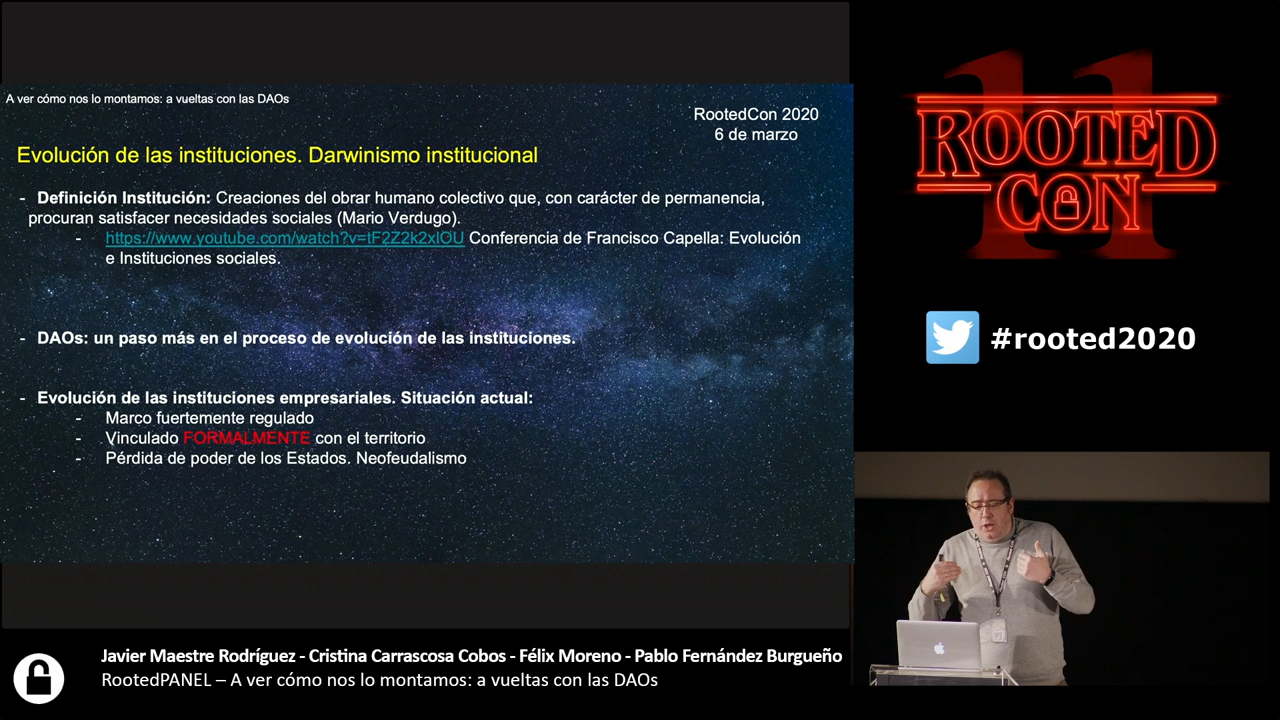 A ver cómo nos lo montamos: a vueltas con las DAOs
RootedCon 2020
6 de marzo
Evolución de las instituciones. Darwinismo institucional
- Definición Institución: Creaciones del obrar humano colectivo que, con carácter de permanencia,
procuran satisfacer necesidades sociales (Mario Verdugo).
- https://www.youtube.com/watch?v=tF2Z2k2xIOU Conferencia de Francisco Capella: Evolución
e Instituciones sociales.
- DAOs: un paso más en el proceso de evolución de las instituciones.
- Evolución de las instituciones empresariales. Situación actual:
- Marco fuertemente regulado
- Vinculado FORMALMENTE con el territorio
- Pérdida de poder de los Estados. Neofeudalismo
11
ROOTED
CON
#rooted2020
Javier Maestre Rodríguez - Cristina Carrascosa Cobos - Félix Moreno - Pablo Fernández Burgueño
RootedPANEL – A ver cómo nos lo montamos: a vueltas con las DAOs